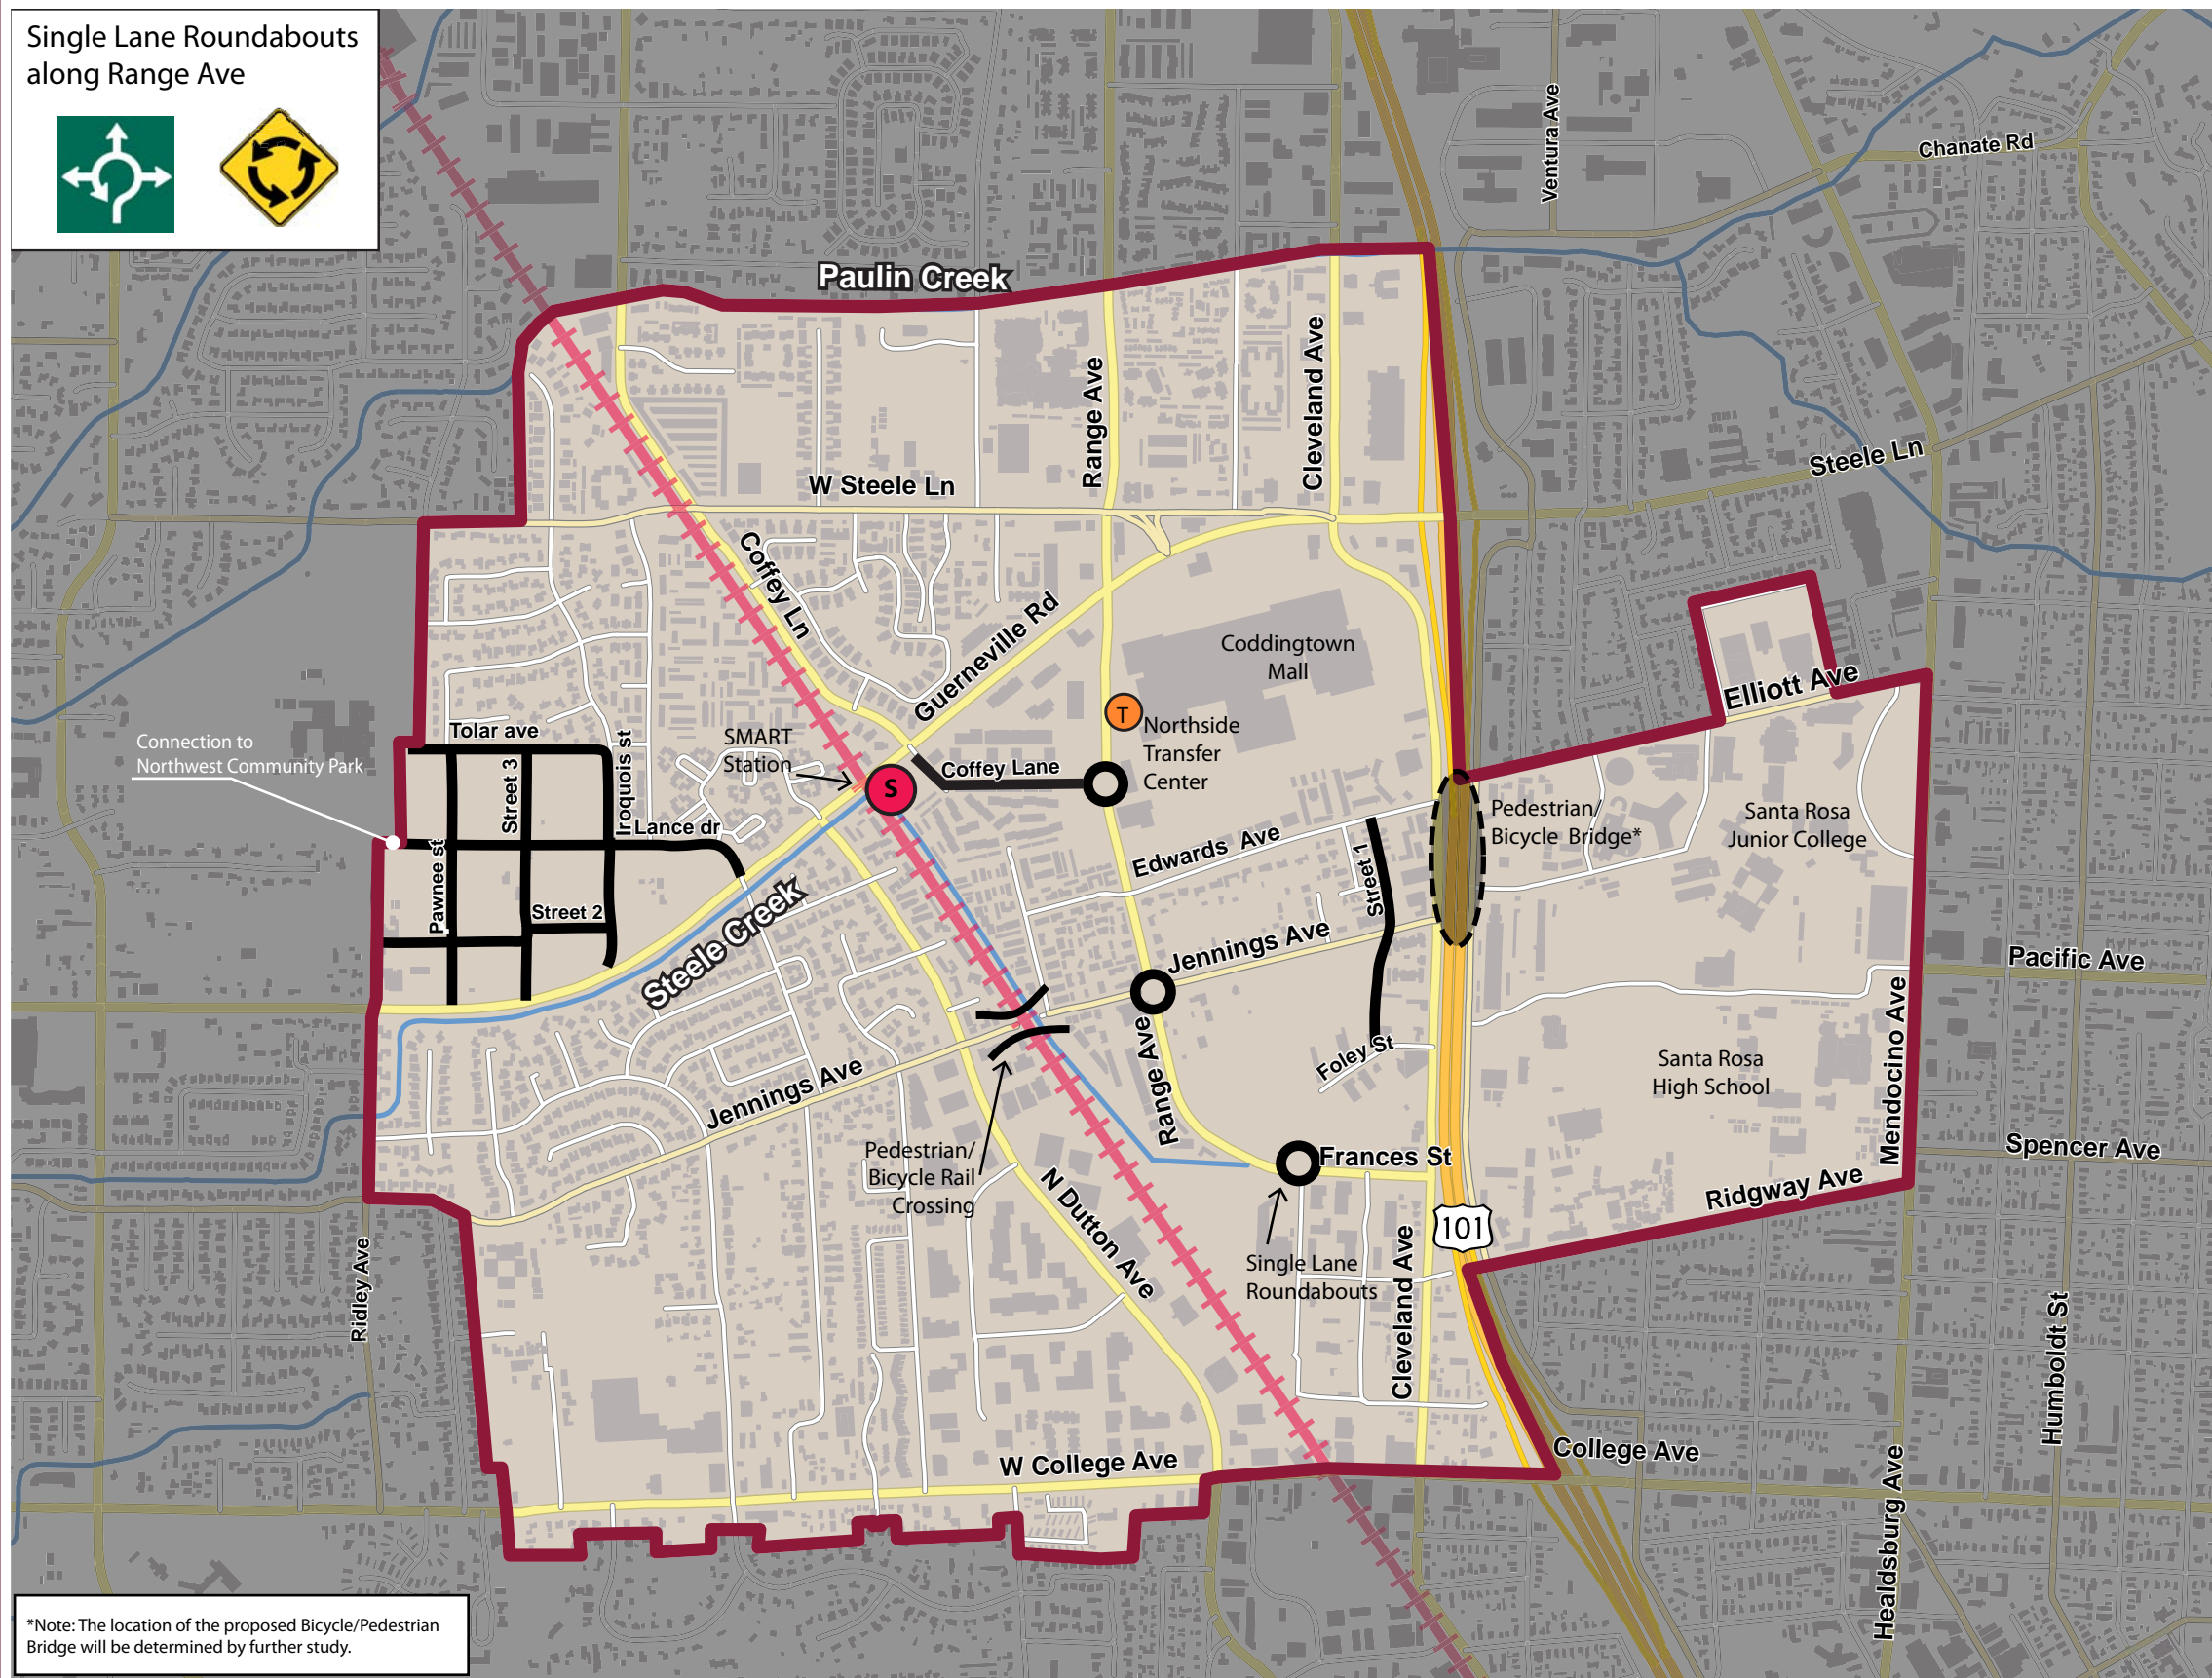 Single Lane Roundabouts
along Range Ave
Ventura Ave
Chanate Rd
Paulin Creek
Range Ave
Cleveland Ave
Steele Ln
W Steele Ln
Coffey Ln
Guerneville Rd
Coddingtown
Mall
Elliott Ave
Tolar ave
Connection to
Northwest Community Park
Street 3
Iroquois st
SMART
Station
S
Coffey Lane
T
Northside
Transfer
Center
Lance dr
Pawnee st
Street 2
Steele Creek
Edwards Ave
Street 1
Pedestrian/
Bicycle Bridge*
Santa Rosa
Junior College
Jennings Ave
Pacific Ave
Mendocino Ave
Range Ave
Foley St
Santa Rosa
High School
Jennings Ave
Pedestrian/
Bicycle Rail
Crossing
Frances St
Spencer Ave
Ridgway Ave
N Dutton Ave
101
Single Lane
Roundabouts
Cleveland Ave
Ridley Ave
Humboldt St
W College Ave
College Ave
Healdsburg Ave
*Note: The location of the proposed Bicycle/Pedestrian
Bridge will be determined by further study.